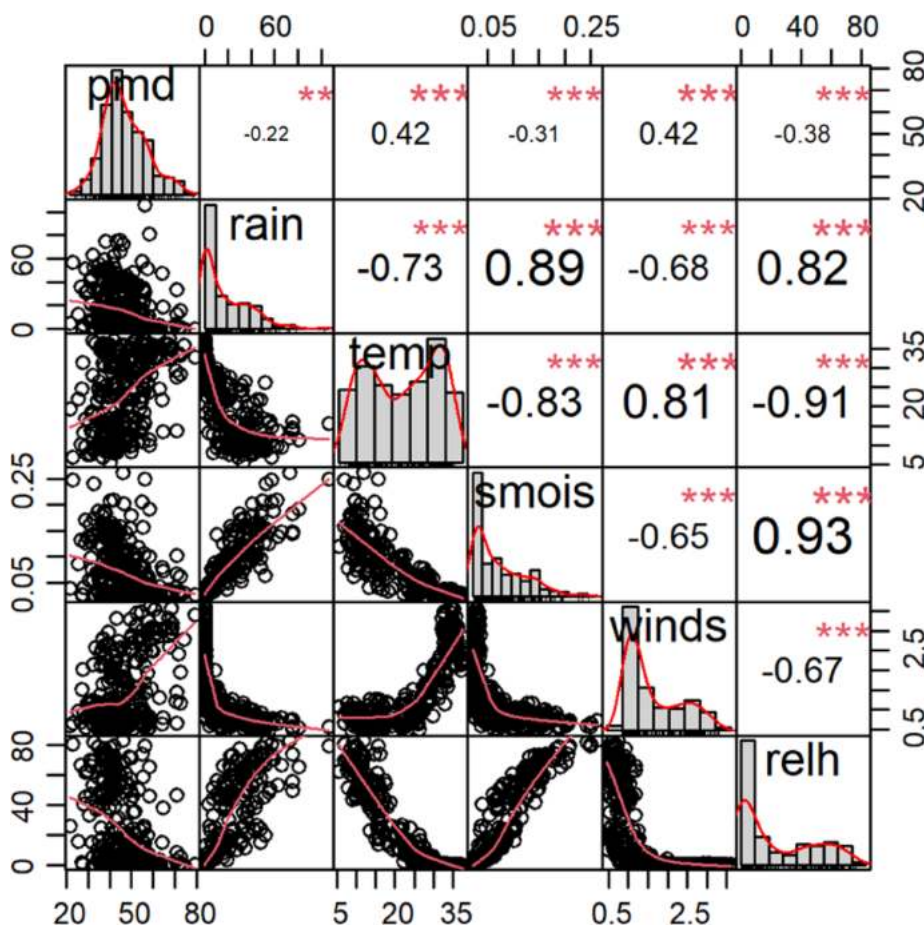 0 60 0.05 0.25 0 40 80
pmd ** *** *** *** *** 80
-0.22 0.42 -0.31 0.42 -0.38 50
20
rain *** *** *** ***
60 -0.73 0.89 -0.68 0.82
0
temp *** *** *** 35
-0.83 0.81 -0.91 20
5
0.25 smois *** ***
-0.65 0.93
0.05
winds *** 2.5
-0.67
0.5
80 relh
40
0
20 50 80 5 20 35 0.5 2.5